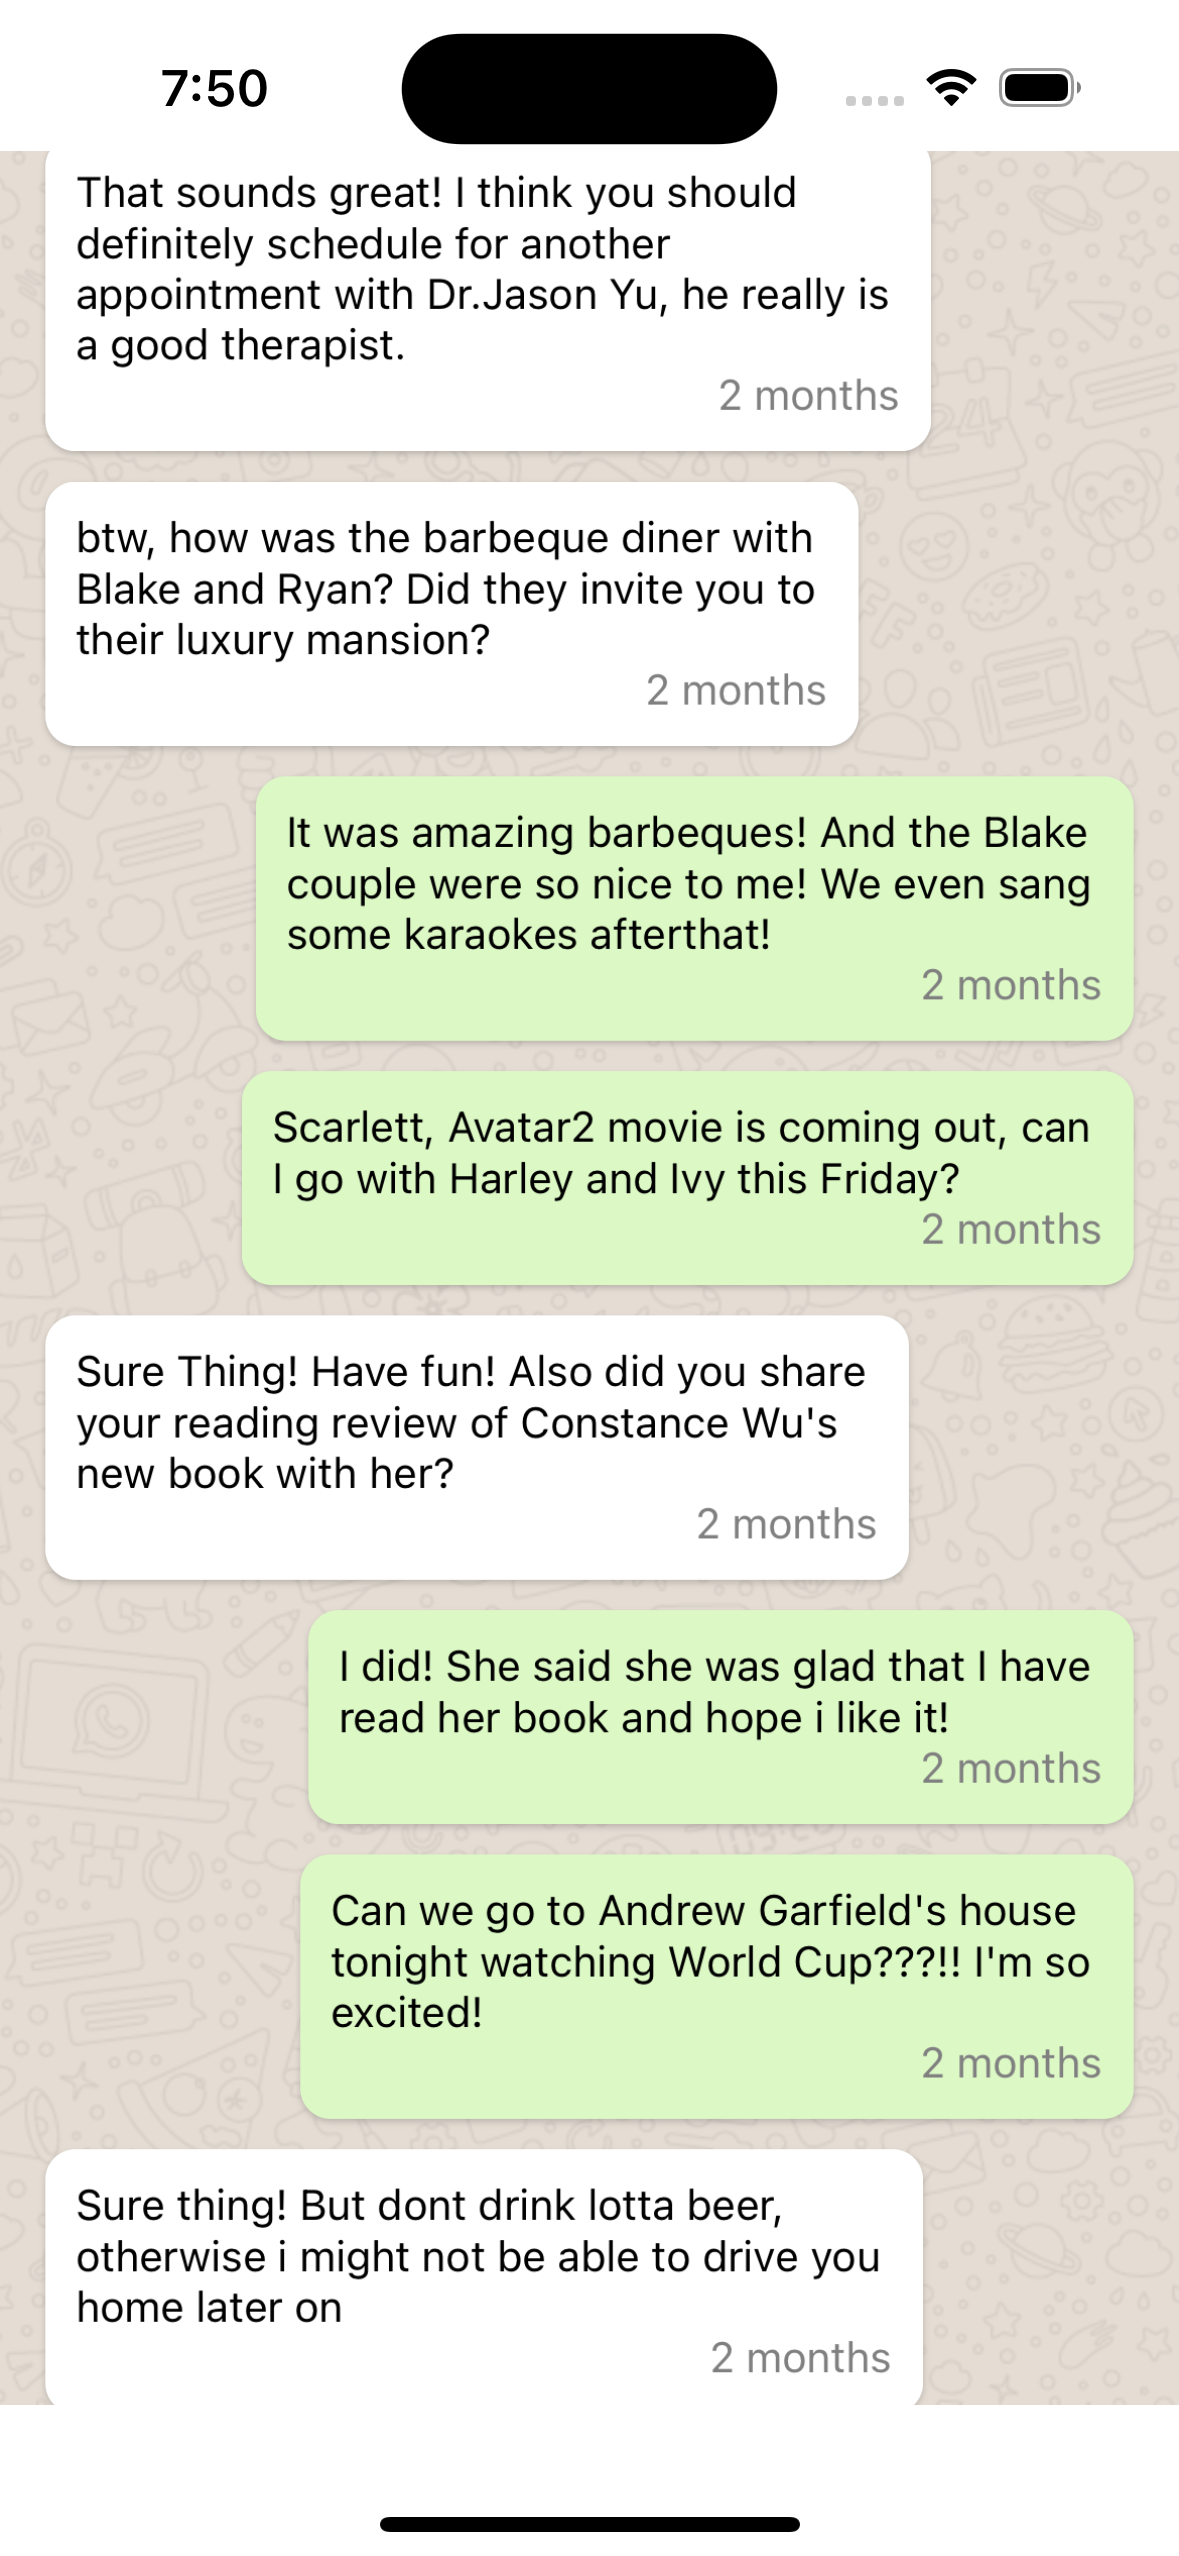 7:50
That sounds great! I think you should
definitely schedule for another
appointment with Dr.Jason Yu, he really is
a good therapist.
2 months
btw, how was the barbeque diner with
Blake and Ryan? Did they invite you to
their luxury mansion?
2 months
It was amazing barbeques! And the Blake
couple were so nice to me! We even sang
some karaokes afterthat!
2 months
Scarlett, Avatar2 movie is coming out, can
I go with Harley and Ivy this Friday?
2 months
Sure Thing! Have fun! Also did you share
your reading review of Constance Wu's
new book with her?
2 months
I did! She said she was glad that I have
read her book and hope i like it!
2 months
Can we go to Andrew Garfield's house
tonight watching World Cup???!! I'm so
excited!
2 months
Sure thing! But dont drink lotta beer,
otherwise i might not be able to drive you
home later on
2 months